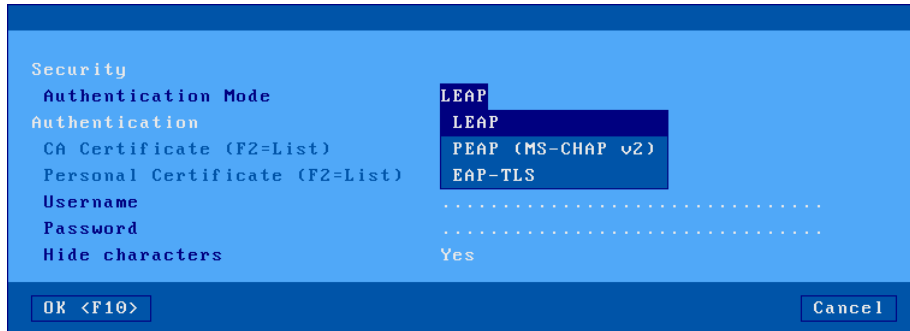 Security
Authentication Mode LEAP
Authentication LEAP
CA Certificate (F2=List) PEAP (MS-CHAP v2)
Personal Certificate (F2=List) EAP-TLS
Username ................................
Password ................................
Hide characters Yes
OK <F10> Cancel